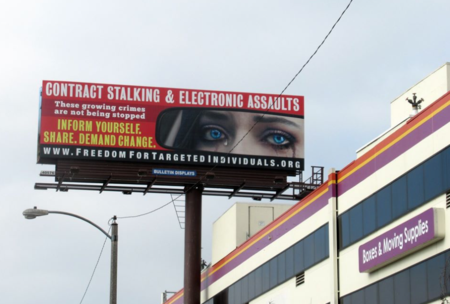 CONTRACT STALKING & ELECTRONIC ASSAULTS
These growing crimes
are not being stopped
INFORM YOURSELF.
SHARE. DEMAND CHANGE.
WWW.FREEDOMFORTARGETEDINDIVIDUALS.ORG
BULLETIN DISPLAYS
Boxes & Moving Supplies